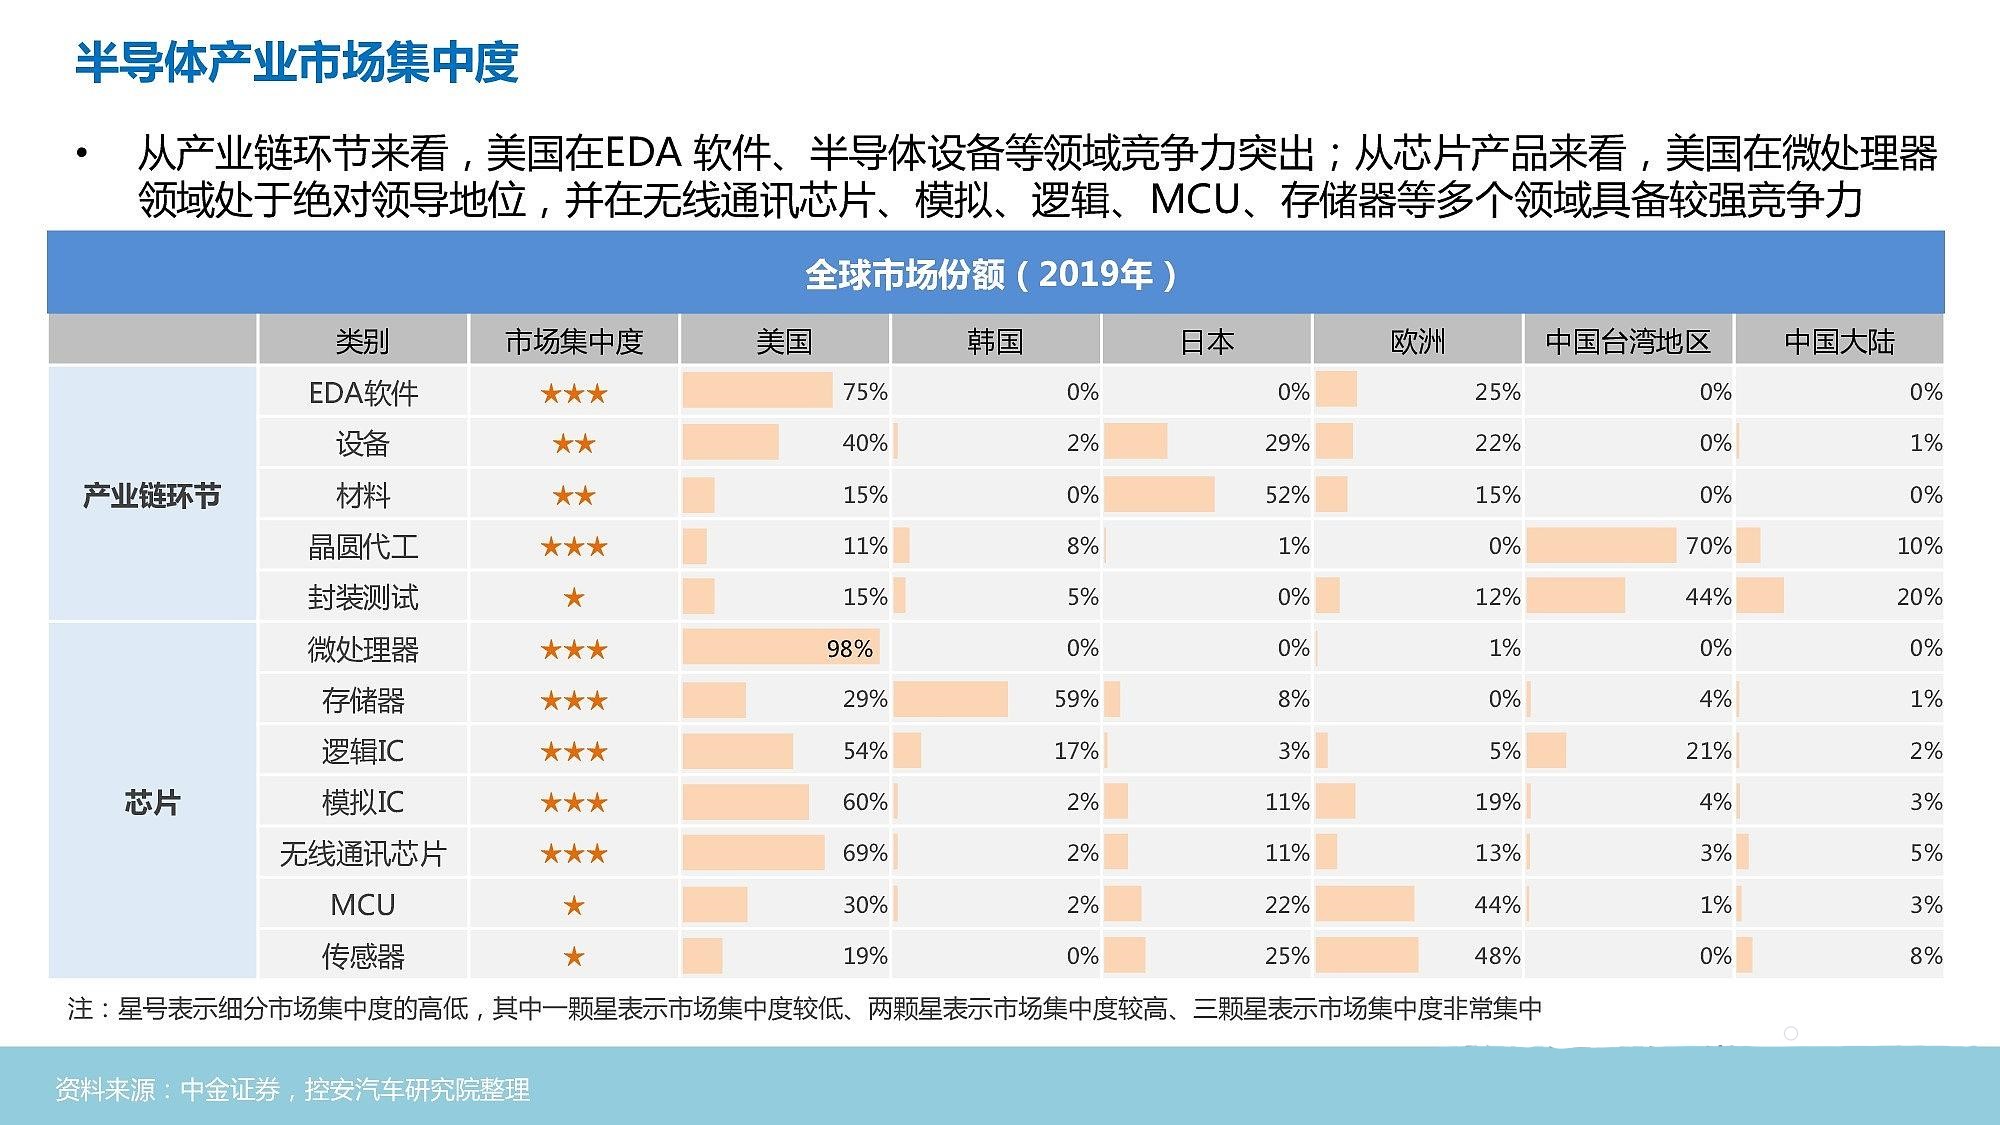 半导体产业市场集中度
• 从产业链环节来看，美国在EDA 软件、半导体设备等领域竞争力突出；从芯片产品来看，美国在微处理器
领域处于绝对领导地位，并在无线通讯芯片、模拟、逻辑、MCU、存储器等多个领域具备较强竞争力
全球市场份额（2019年）
类别 市场集中度 美国 韩国 日本 欧洲 中国台湾地区 中国大陆
产业链环节
EDA软件 ★★★ 75% 0% 0% 25% 0% 0%
设备 ★★ 40% 2% 29% 22% 0% 1%
材料 ★★ 15% 0% 52% 15% 0% 0%
晶圆代工 ★★★ 11% 8% 1% 0% 70% 10%
封装测试 ★ 15% 5% 0% 12% 44% 20%
芯片
微处理器 ★★★ 98% 0% 0% 1% 0% 0%
存储器 ★★★ 29% 59% 8% 0% 4% 1%
逻辑IC ★★★ 54% 17% 3% 5% 21% 2%
模拟IC ★★★ 60% 2% 11% 19% 4% 3%
无线通讯芯片 ★★★ 69% 2% 11% 13% 3% 5%
MCU ★ 30% 2% 22% 44% 1% 3%
传感器 ★ 19% 0% 25% 48% 0% 8%
注：星号表示细分市场集中度的高低，其中一颗星表示市场集中度较低、两颗星表示市场集中度较高、三颗星表示市场集中度非常集中
资料来源：中金证券，控安汽车研究院整理